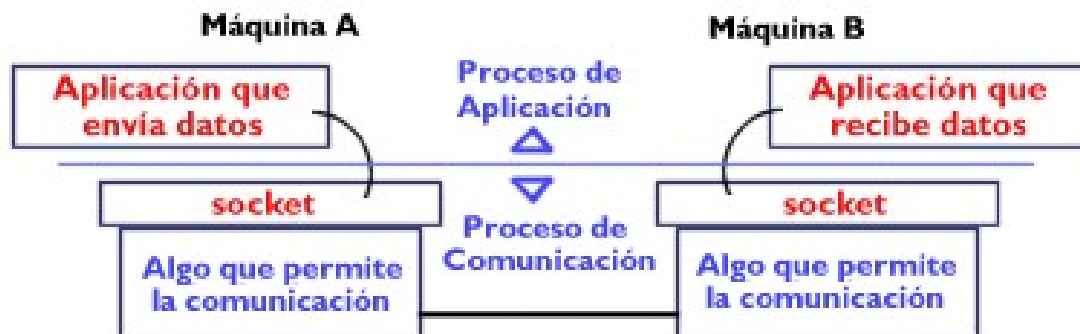 Máquina A
Máquina B
Aplicación que
envía datos
Proceso de
Aplicación
Aplicación que
recibe datos
socket
Proceso de
Comunicación
socket
Algo que permite
la comunicación
Algo que permite
la comunicación